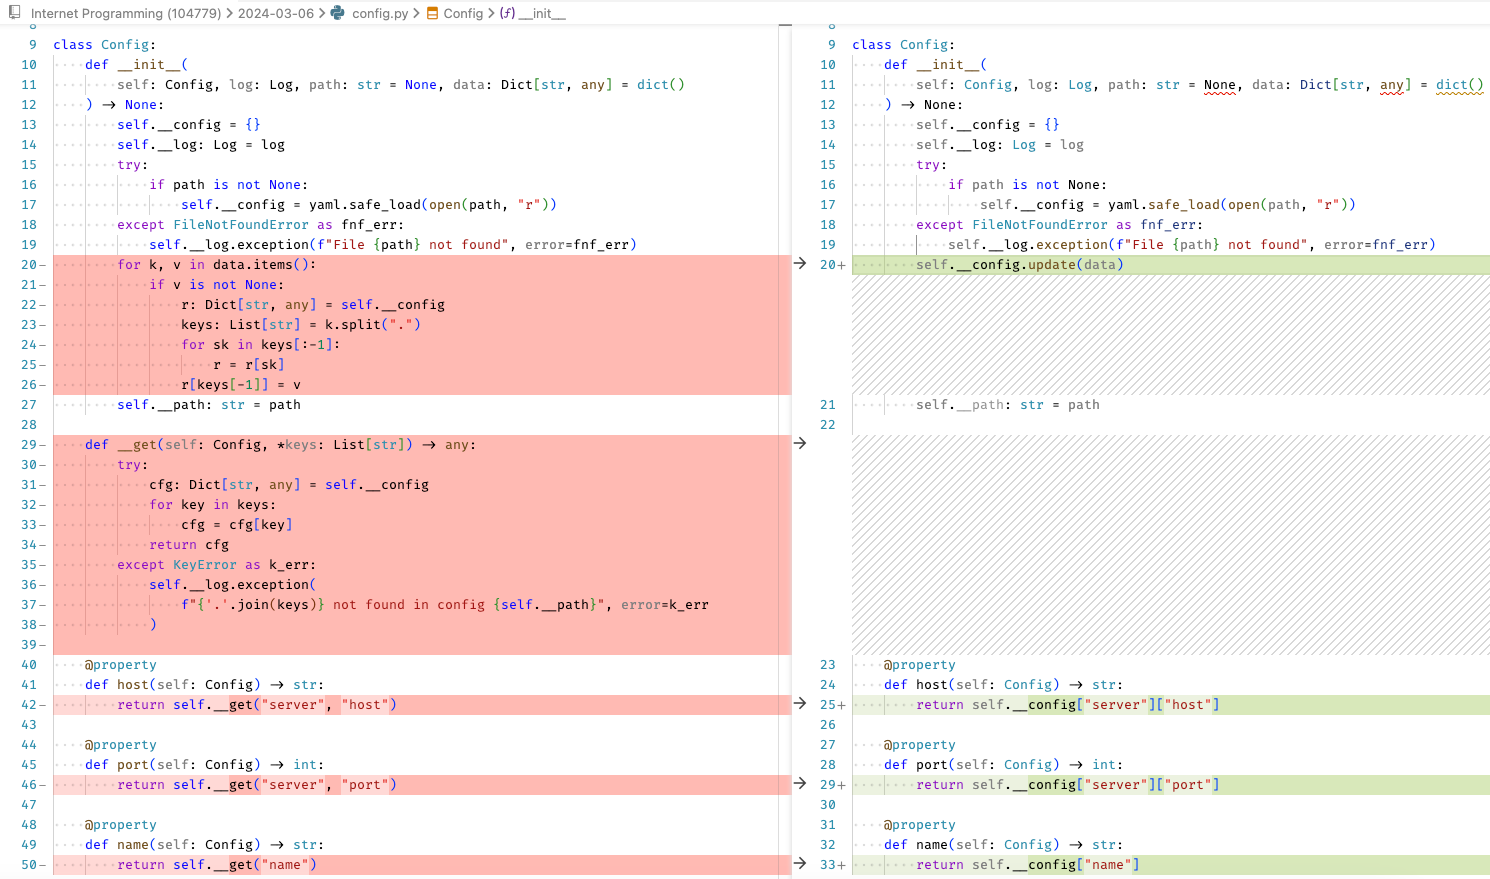 Internet Programming (104779) > 2024-03-06 > config.py > Config > (f) __init__
8
9 class Config:
10 def __init__(
11 self: Config, log: Log, path: str = None, data: Dict[str, any] = dict()
12 ) → None:
13 self.__config = {}
14 self.__log: Log = log
15 try:
16 if path is not None:
17 self.__config = yaml.safe_load(open(path, "r"))
18 except FileNotFoundError as fnf_err:
19 self.__log.exception(f"File {path} not found", error=fnf_err)
20− for k, v in data.items():
21− if v is not None:
22− r: Dict[str, any] = self.__config
23− keys: List[str] = k.split(".")
24− for sk in keys[:-1]:
25− r = r[sk]
26− r[keys[-1]] = v
27 self.__path: str = path
28
29− def __get(self: Config, *keys: List[str]) → any:
30− try:
31− cfg: Dict[str, any] = self.__config
32− for key in keys:
33− cfg = cfg[key]
34− return cfg
35− except KeyError as k_err:
36− self.__log.exception(
37− f"{'.'.join(keys)} not found in config {self.__path}", error=k_err
38− )
39−
40 @property
41 def host(self: Config) → str:
42− return self.__get("server", "host")
43
44 @property
45 def port(self: Config) → int:
46− return self.__get("server", "port")
47
48 @property
49 def name(self: Config) → str:
50− return self.__get("name")
8
9 class Config:
10 def __init__(
11 self: Config, log: Log, path: str = None, data: Dict[str, any] = dict()
12 ) → None:
13 self.__config = {}
14 self.__log: Log = log
15 try:
16 if path is not None:
17 self.__config = yaml.safe_load(open(path, "r"))
18 except FileNotFoundError as fnf_err:
19 self.__log.exception(f"File {path} not found", error=fnf_err)
20+ self.__config.update(data)
21 self.__path: str = path
22
23 @property
24 def host(self: Config) → str:
25+ return self.__config["server"]["host"]
26
27 @property
28 def port(self: Config) → int:
29+ return self.__config["server"]["port"]
30
31 @property
32 def name(self: Config) → str:
33+ return self.__config["name"]